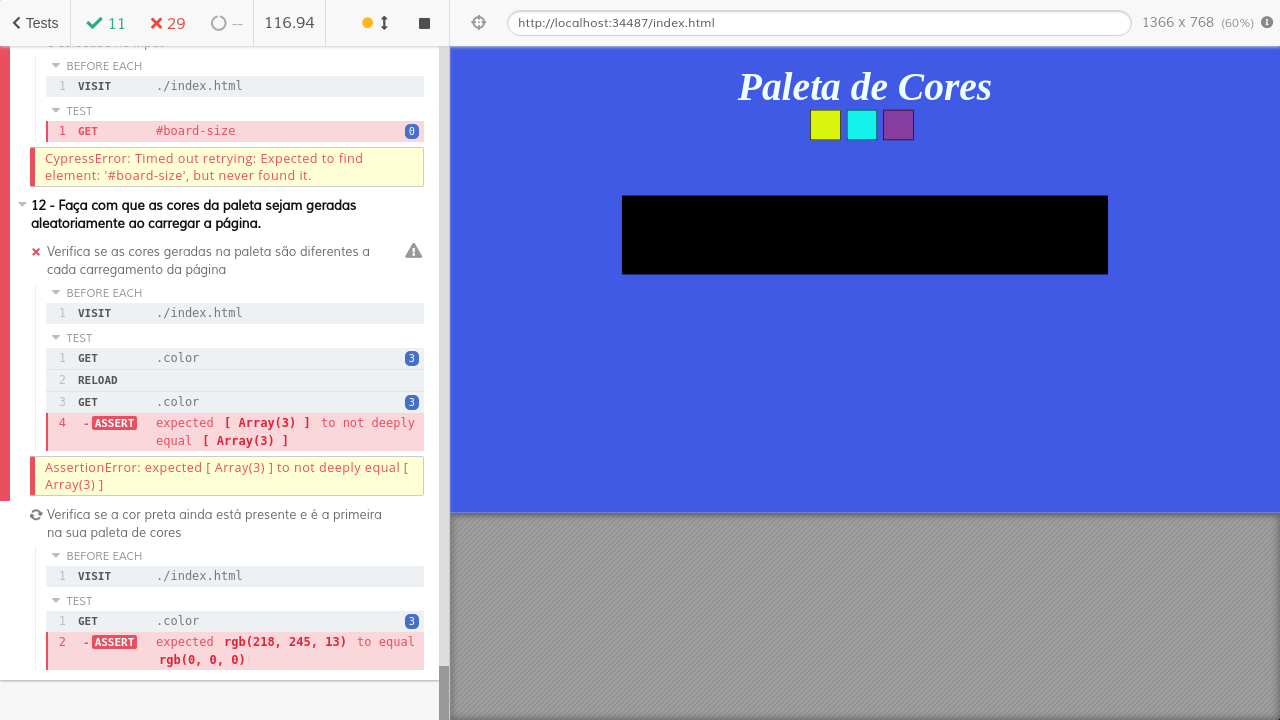 Tests
11
29
--
116.94
http://localhost:34487/index.html
1366 x 768 (60%)
BEFORE EACH
1 VISIT ./index.html
TEST
1 GET #board-size 0
CypressError: Timed out retrying: Expected to find
element: '#board-size', but never found it.
12 - Faça com que as cores da paleta sejam geradas
aleatoriamente ao carregar a página.
Verifica se as cores geradas na paleta são diferentes a
cada carregamento da página
BEFORE EACH
1 VISIT ./index.html
TEST
1 GET .color 3
2 RELOAD
3 GET .color 3
4 -ASSERT expected [ Array(3) ] to not deeply
equal [ Array(3) ]
AssertionError: expected [ Array(3) ] to not deeply equal [
Array(3) ]
Verifica se a cor preta ainda está presente e é a primeira
na sua paleta de cores
BEFORE EACH
1 VISIT ./index.html
TEST
1 GET .color 3
2 -ASSERT expected rgb(218, 245, 13) to equal
rgb(0, 0, 0)
Paleta de Cores